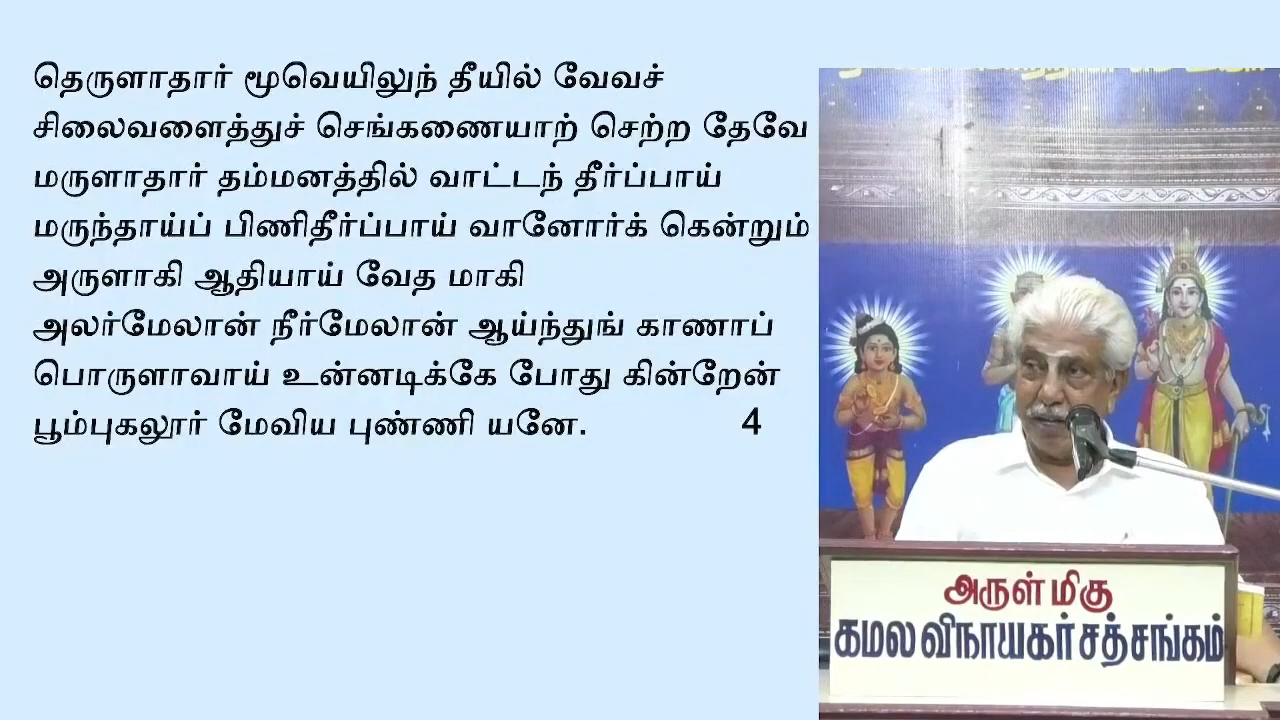 தெருளாதார் மூவெயிலுந் தீயில் வேவச்
சிலைவளைத்துச் செங்கணையாற் செற்ற தேவே
மருளாதார் தம்மனத்தில் வாட்டந் தீர்ப்பாய்
மருந்தாய்ப் பிணிதீர்ப்பாய் வானோர்க் கென்றும்
அருளாகி ஆதியாய் வேத மாகி
அலர்மேலான் நீர்மேலான் ஆய்ந்துங் காணாப்
பொருளாவாய் உன்னடிக்கே போது கின்றேன்
பூம்புகலூர் மேவிய புண்ணி யனே. 4
அருள்மிகு
கமல விநாயகர் சத்சங்கம்